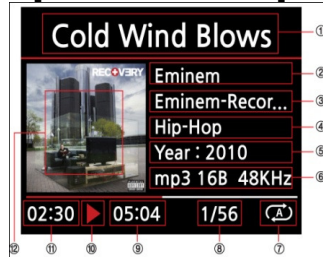 Cold Wind Blows
①
RECOVERY
Eminem
②
Eminem-Recor...
③
Hip-Hop
④
Year : 2010
⑤
mp3 16B 48KHz
⑥
02:30
05:04
1/56
A
⑫
⑪
⑩
⑨
⑧
⑦